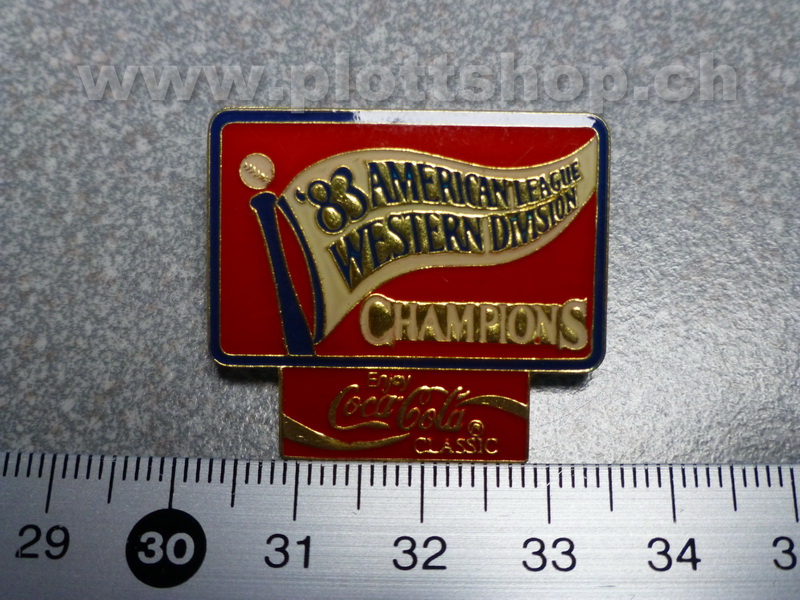 www.plottshop.ch
'83 AMERICAN LEAGUE
WESTERN DIVISION
CHAMPIONS
Enjoy
Coca-Cola ®
CLASSIC
29 30 31 32 33 34 3